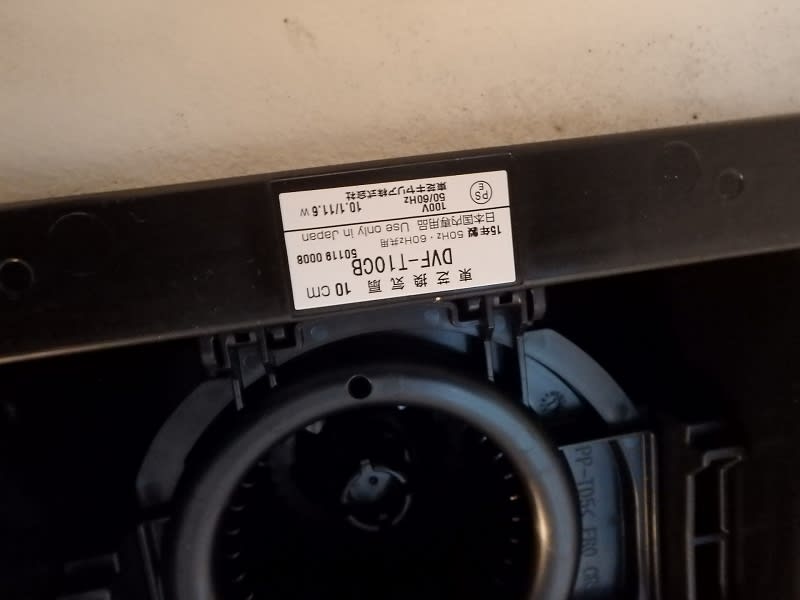 東芝換気扇 10cm
DVF-T10CB
15年製 50Hz・60Hz共用 50119 0008
日本国内専用品 Use only in Japan
PS
E
100V
50/60Hz 10.1/11.6W
東芝キヤリア株式会社